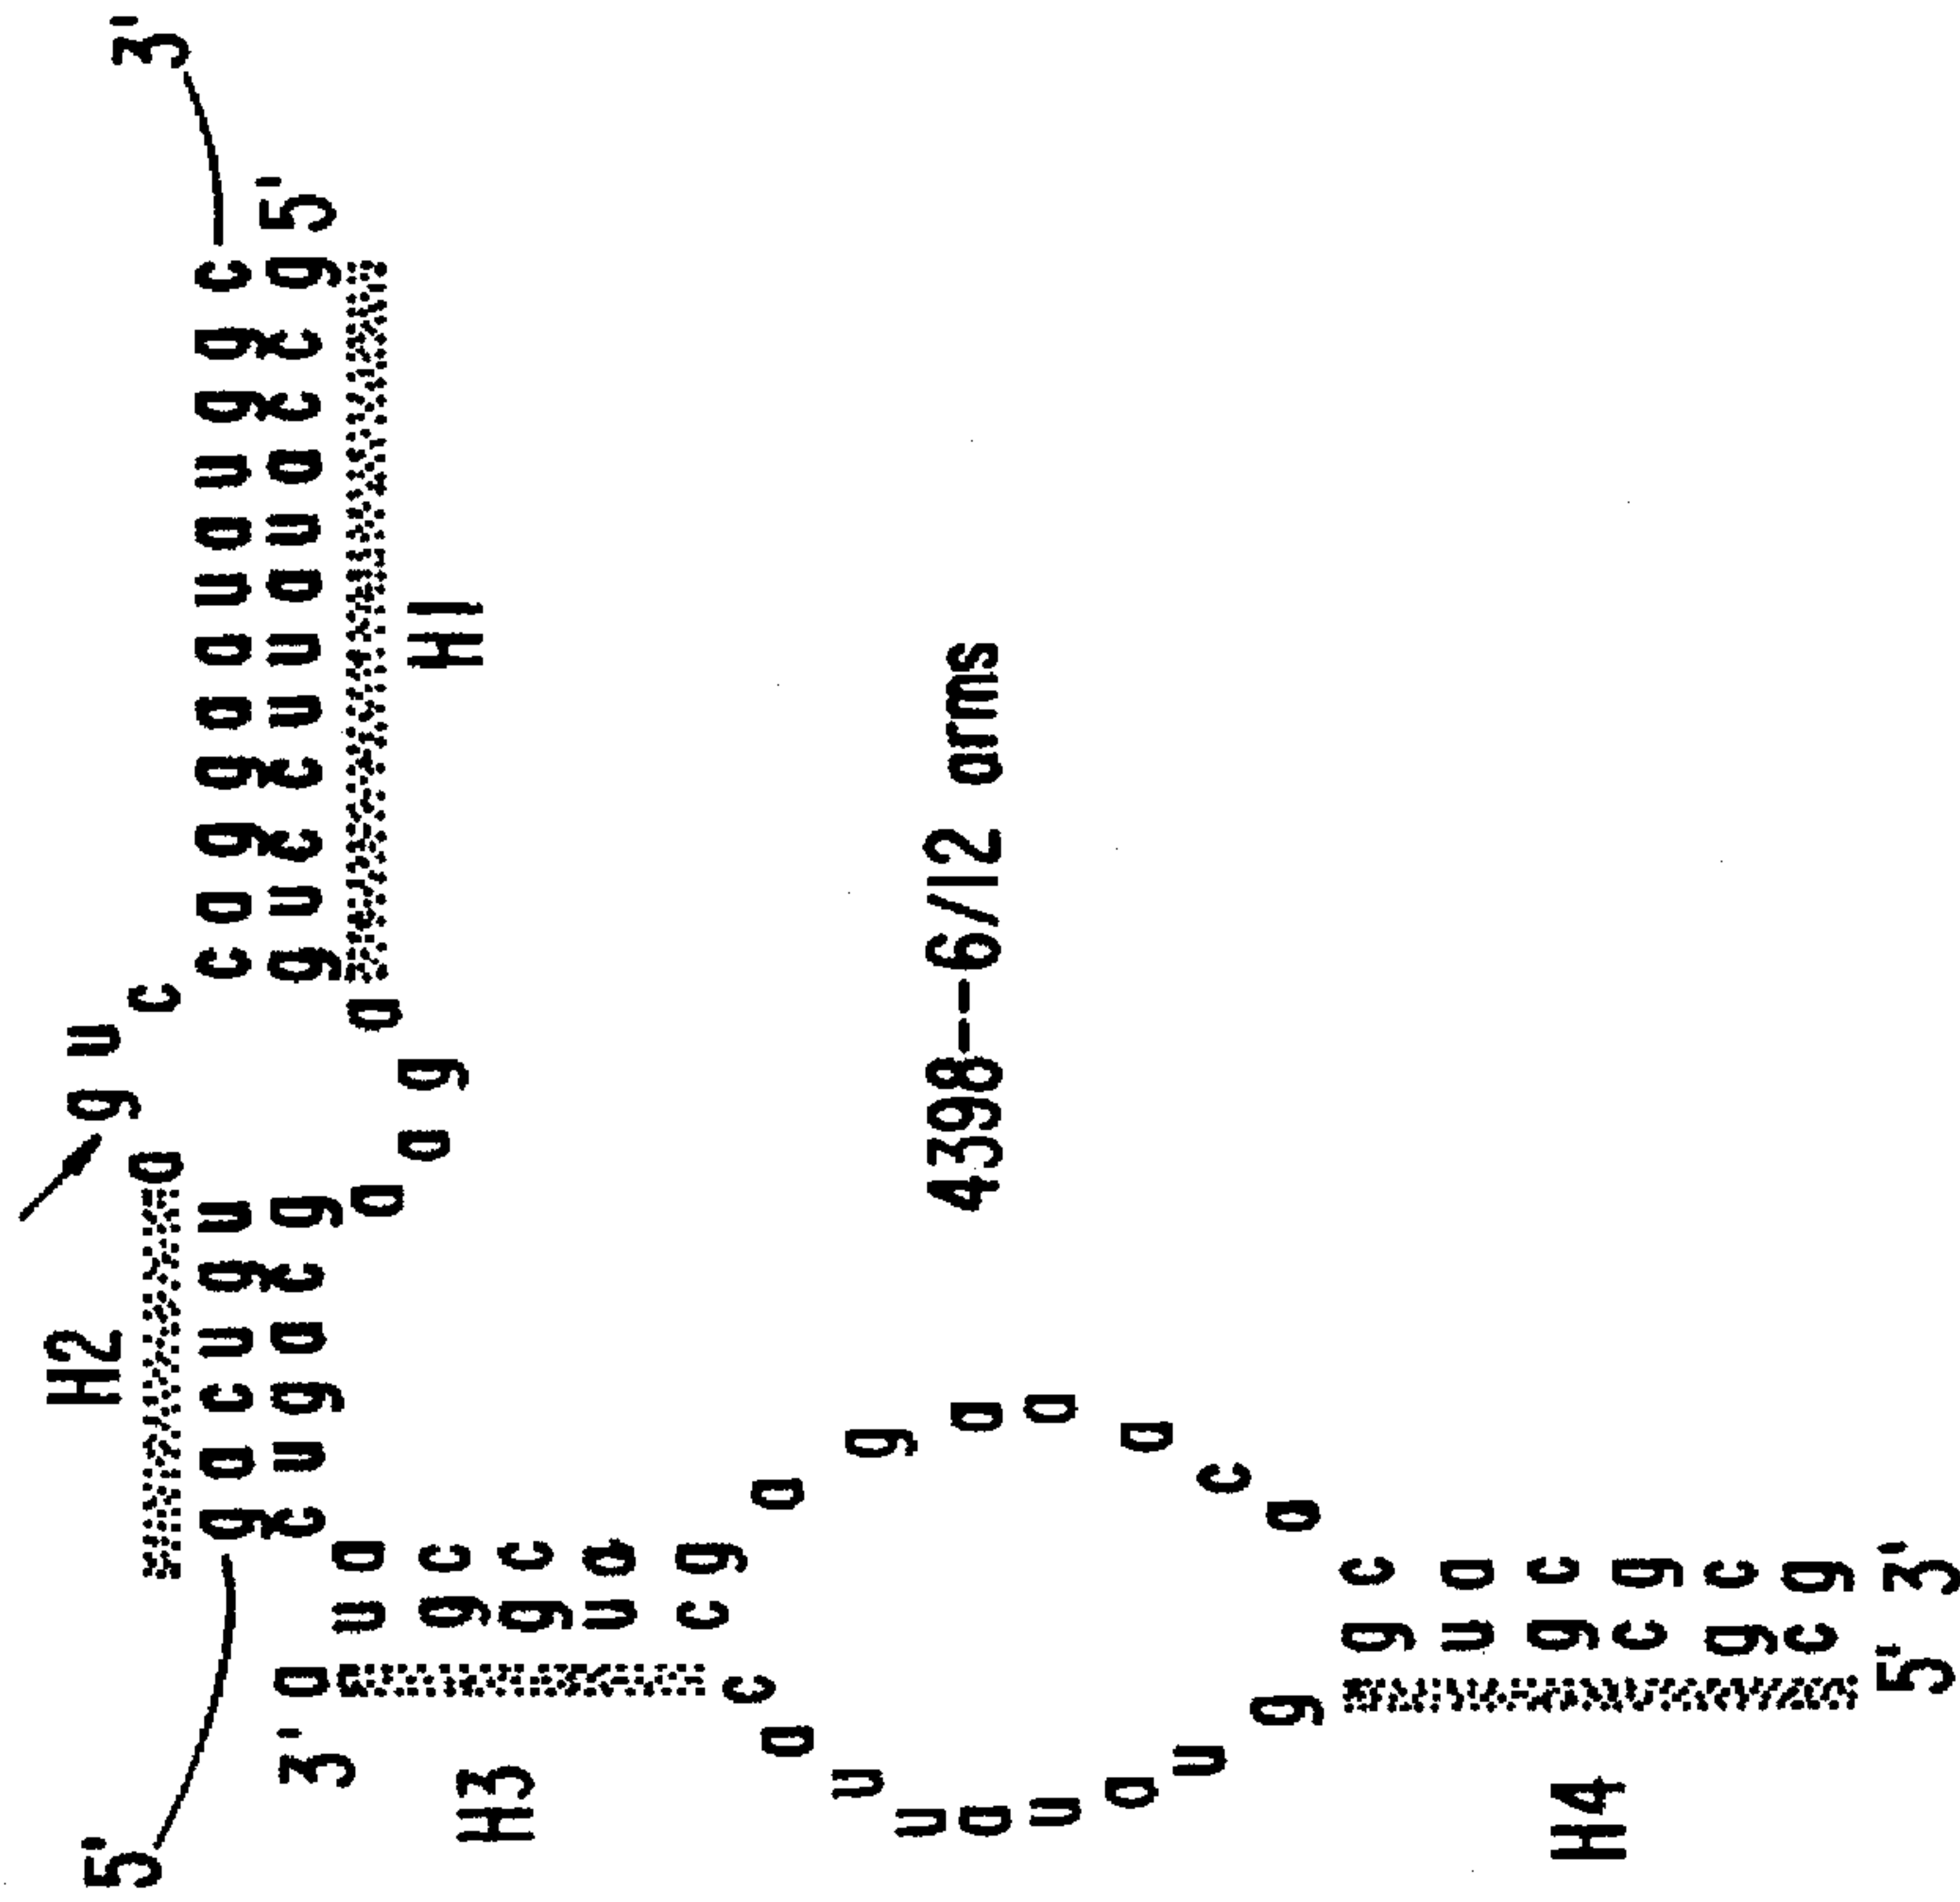 5' H2 g u 3'
a c
g a c u g u c a g g a a u a u g g c
c u g a c g g u c c u u a u a c c g 5'
3' a
u a a a
a g
H1
g c
H3
g c
u a
c g
c a
a g
u
u a
a
4398--6//12 arms
u a
a a
u c
g a
g c
u a
g c
H4
c g
g c
c g
5' 3'